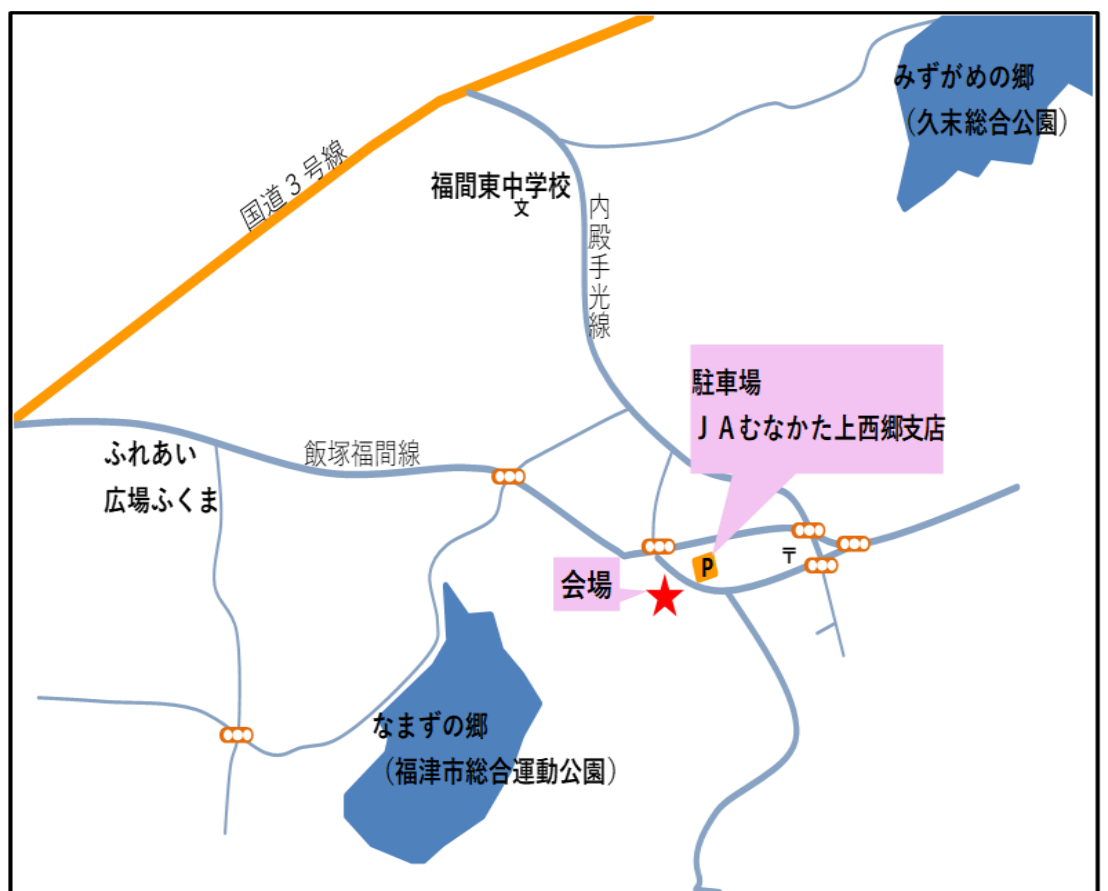 みずがめの郷
（久末総合公園）
国道３号線
福間東中学校
文
内殿手光線
駐車場
ＪＡむなかた上西郷支店
ふれあい
広場ふくま
飯塚福間線
〒
P
会場
なまずの郷
（福津市総合運動公園）